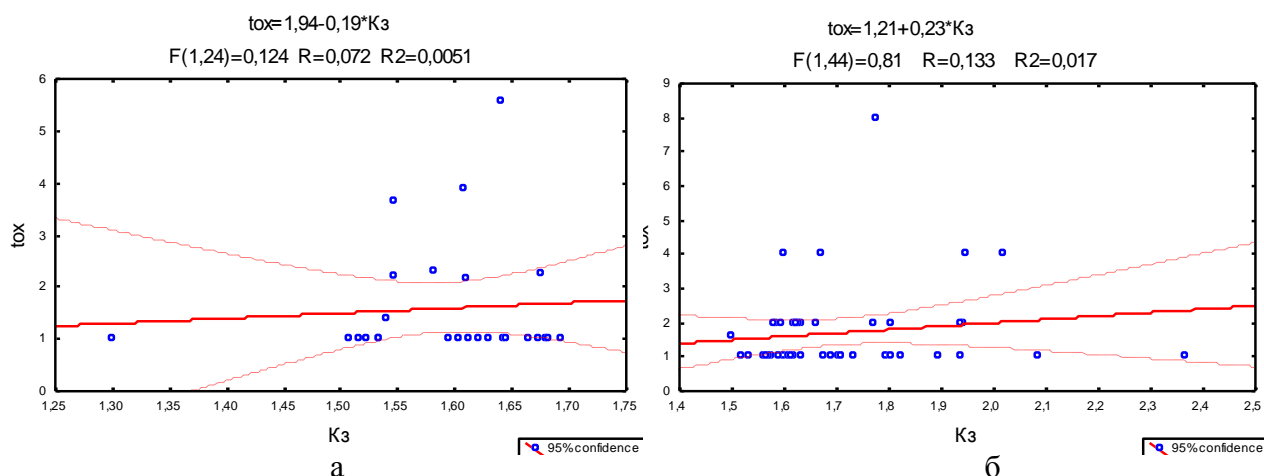 tox=1,94-0,19*Кз
F(1,24)=0,124 R=0,072 R2=0,0051
6
5
4
3
2
1
0
tox
1,25 1,30 1,35 1,40 1,45 1,50 1,55 1,60 1,65 1,70 1,75
Кз
95%confidence
а
tox=1,21+0,23*Кз
F(1,44)=0,81 R=0,133 R2=0,017
9
8
7
6
5
4
3
2
1
0
tox
1,4 1,5 1,6 1,7 1,8 1,9 2,0 2,1 2,2 2,3 2,4 2,5
Кз
95%confidence
б